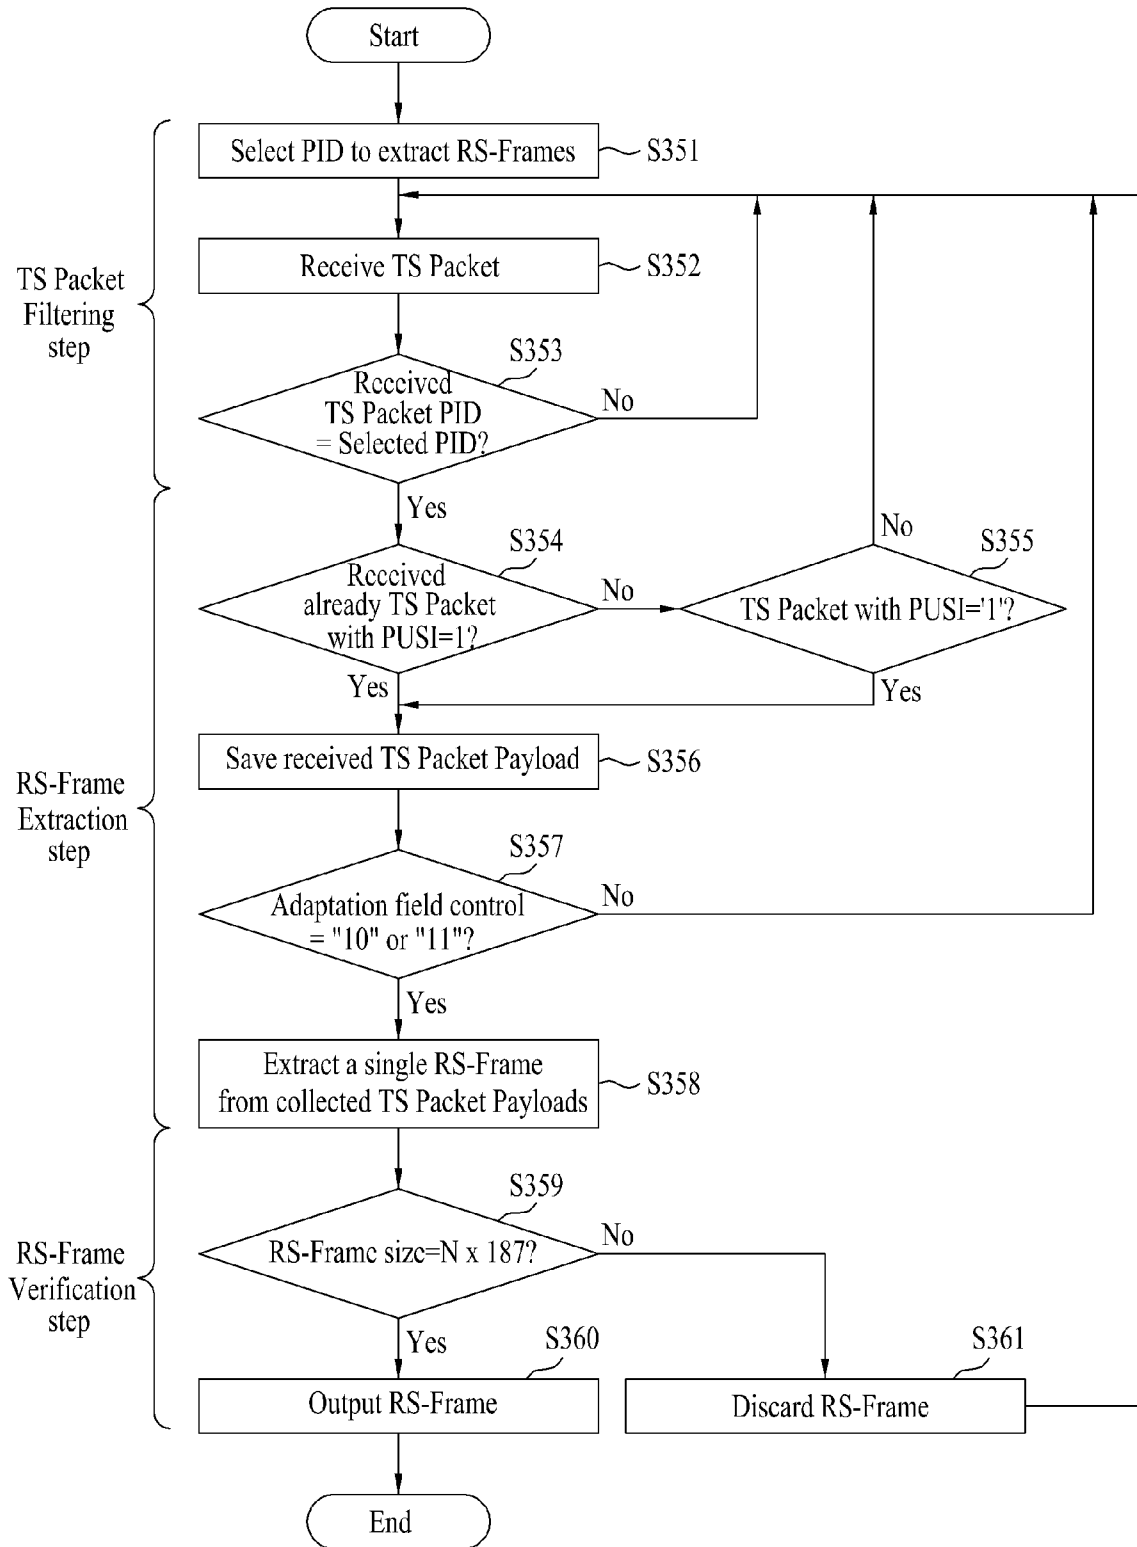 Start
Select PID to extract RS-Frames
S351
Receive TS Packet
S352
TS Packet
Filtering
step
S353
Received
TS Packet PID
= Selected PID?
No
Yes
S354
Received
already TS Packet
with PUSI=1?
No
Yes
No
S355
TS Packet with PUSI='1'?
Yes
Save received TS Packet Payload
S356
RS-Frame
Extraction
step
S357
Adaptation field control
= "10" or "11"?
No
Yes
Extract a single RS-Frame
from collected TS Packet Payloads
S358
S359
RS-Frame size=N x 187?
No
Yes
RS-Frame
Verification
step
S360
Output RS-Frame
S361
Discard RS-Frame
End